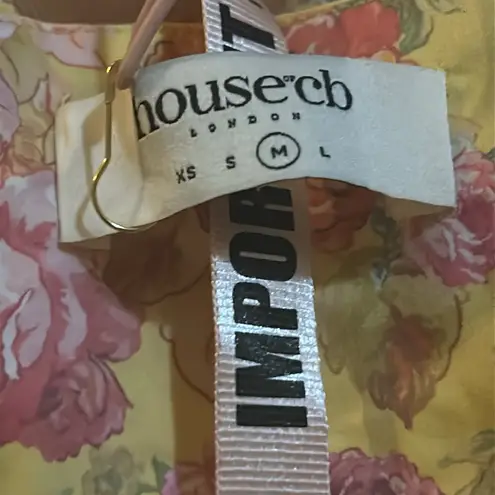 house of cb
LONDON
XS S M L
IMPOR
T.